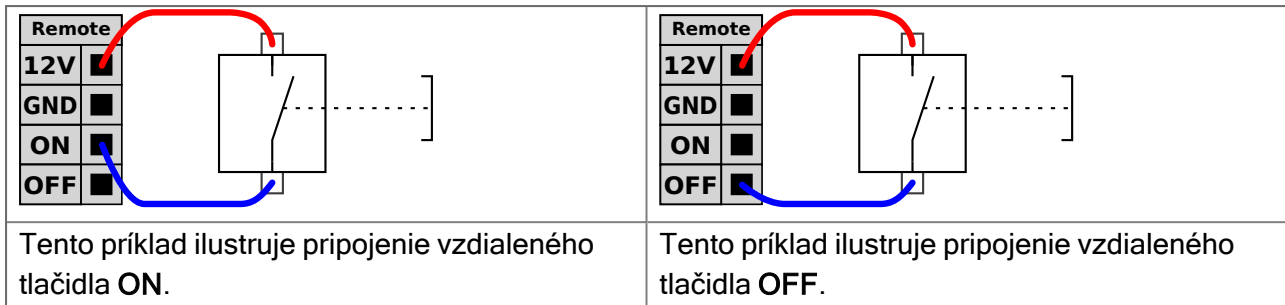 Remote
12V
GND
ON
OFF
Tento príklad ilustruje pripojenie vzdialeného
tlačidla ON.
Remote
12V
GND
ON
OFF
Tento príklad ilustruje pripojenie vzdialeného
tlačidla OFF.